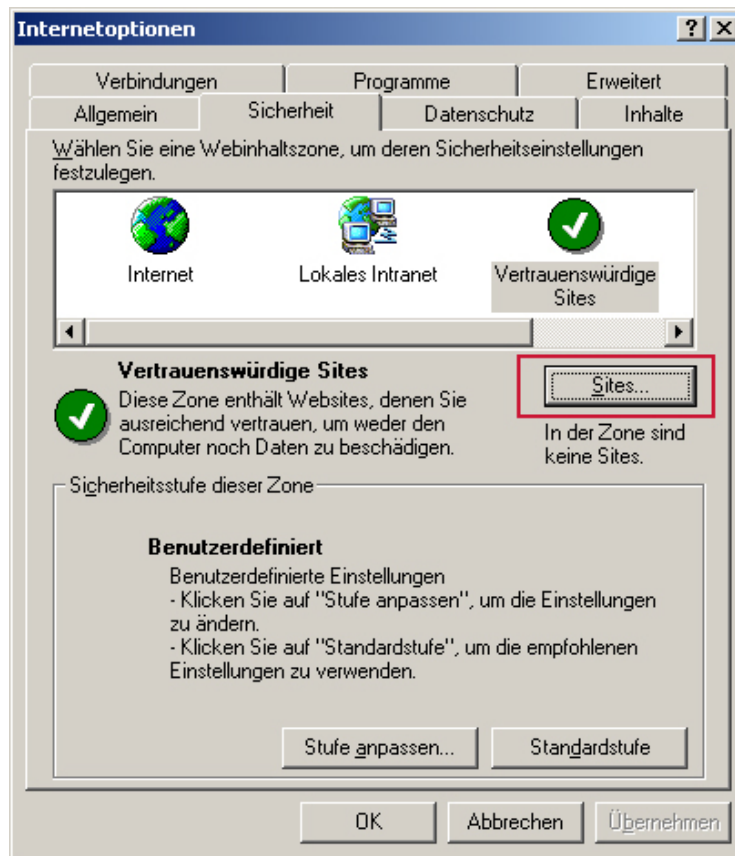 Internetoptionen
Verbindungen Programme Erweitert
Allgemein Sicherheit Datenschutz Inhalte
Wählen Sie eine Webinhaltszone, um deren Sicherheitseinstellungen
festzulegen.
Internet Lokales Intranet Vertrauenswürdige
Sites
Vertrauenswürdige Sites
Diese Zone enthält Websites, denen Sie
ausreichend vertrauen, um weder den
Computer noch Daten zu beschädigen.
Sites...
In der Zone sind
keine Sites.
Sicherheitsstufe dieser Zone
Benutzerdefiniert
Benutzerdefinierte Einstellungen
- Klicken Sie auf "Stufe anpassen", um die Einstellungen
zu ändern.
- Klicken Sie auf "Standardstufe", um die empfohlenen
Einstellungen zu verwenden.
Stufe anpassen... Standardstufe
OK Abbrechen Übernehmen